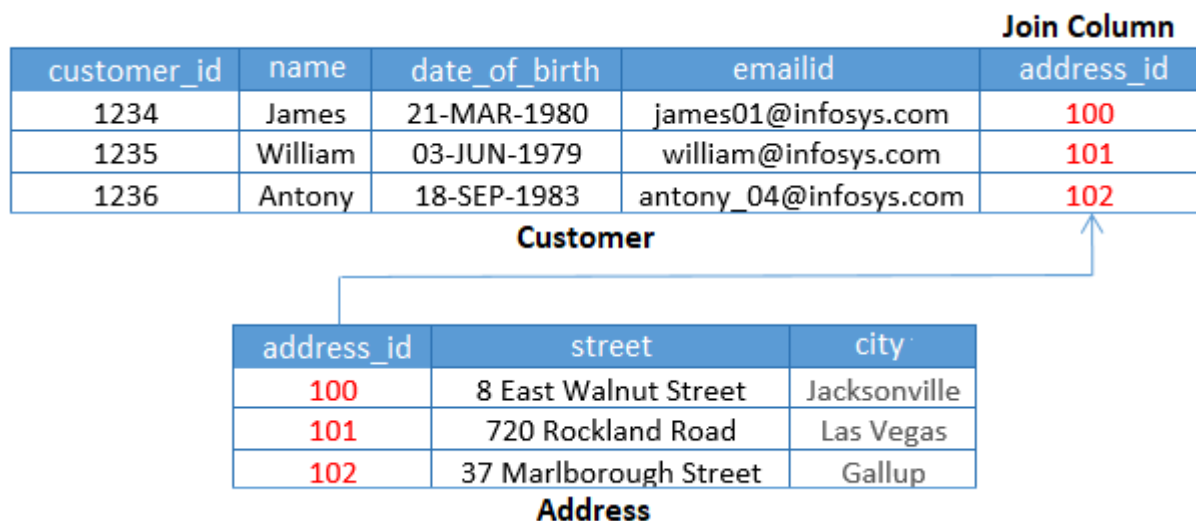 Join Column
customer_id name date_of_birth emailid address_id
1234 James 21-MAR-1980 james01@infosys.com 100
1235 William 03-JUN-1979 william@infosys.com 101
1236 Antony 18-SEP-1983 antony_04@infosys.com 102
Customer
address_id street city
100 8 East Walnut Street Jacksonville
101 720 Rockland Road Las Vegas
102 37 Marlborough Street Gallup
Address